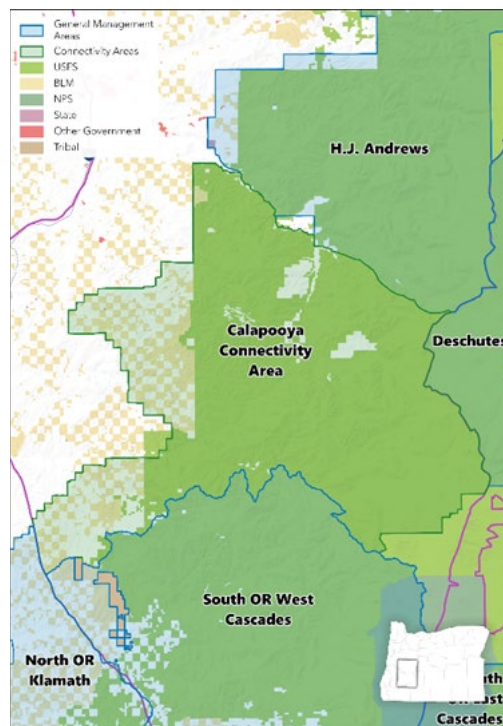 General Management
Areas
Connectivity Areas
USFS
BLM
NPS
State
Other Government
Tribal
H.J. Andrews
Calapooya
Connectivity
Area
Deschutes
South OR West
Cascades
North OR
Klamath
Cascades